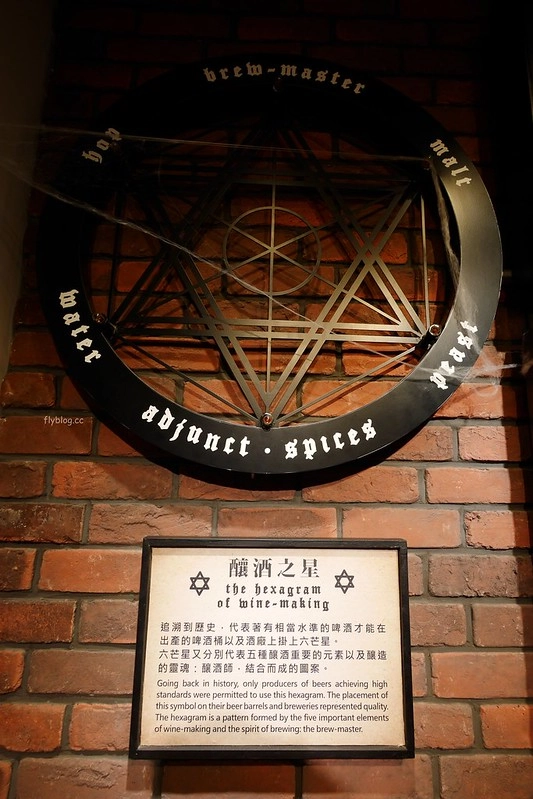 brew-master
hop
malt
water
yeast
adjunct · spices
flyblog.cc
釀酒之星
the hexagram
of wine-making
追溯到歷史，代表著有相當水準的啤酒才能在
出產的啤酒桶以及酒廠上掛上六芒星。
六芒星又分別代表五種釀酒重要的元素以及釀造
的靈魂：釀酒師，結合而成的圖案。
Going back in history, only producers of beers achieving high
standards were permitted to use this hexagram. The placement of
this symbol on their beer barrels and breweries represented quality.
The hexagram is a pattern formed by the five important elements
of wine-making and the spirit of brewing: the brew-master.